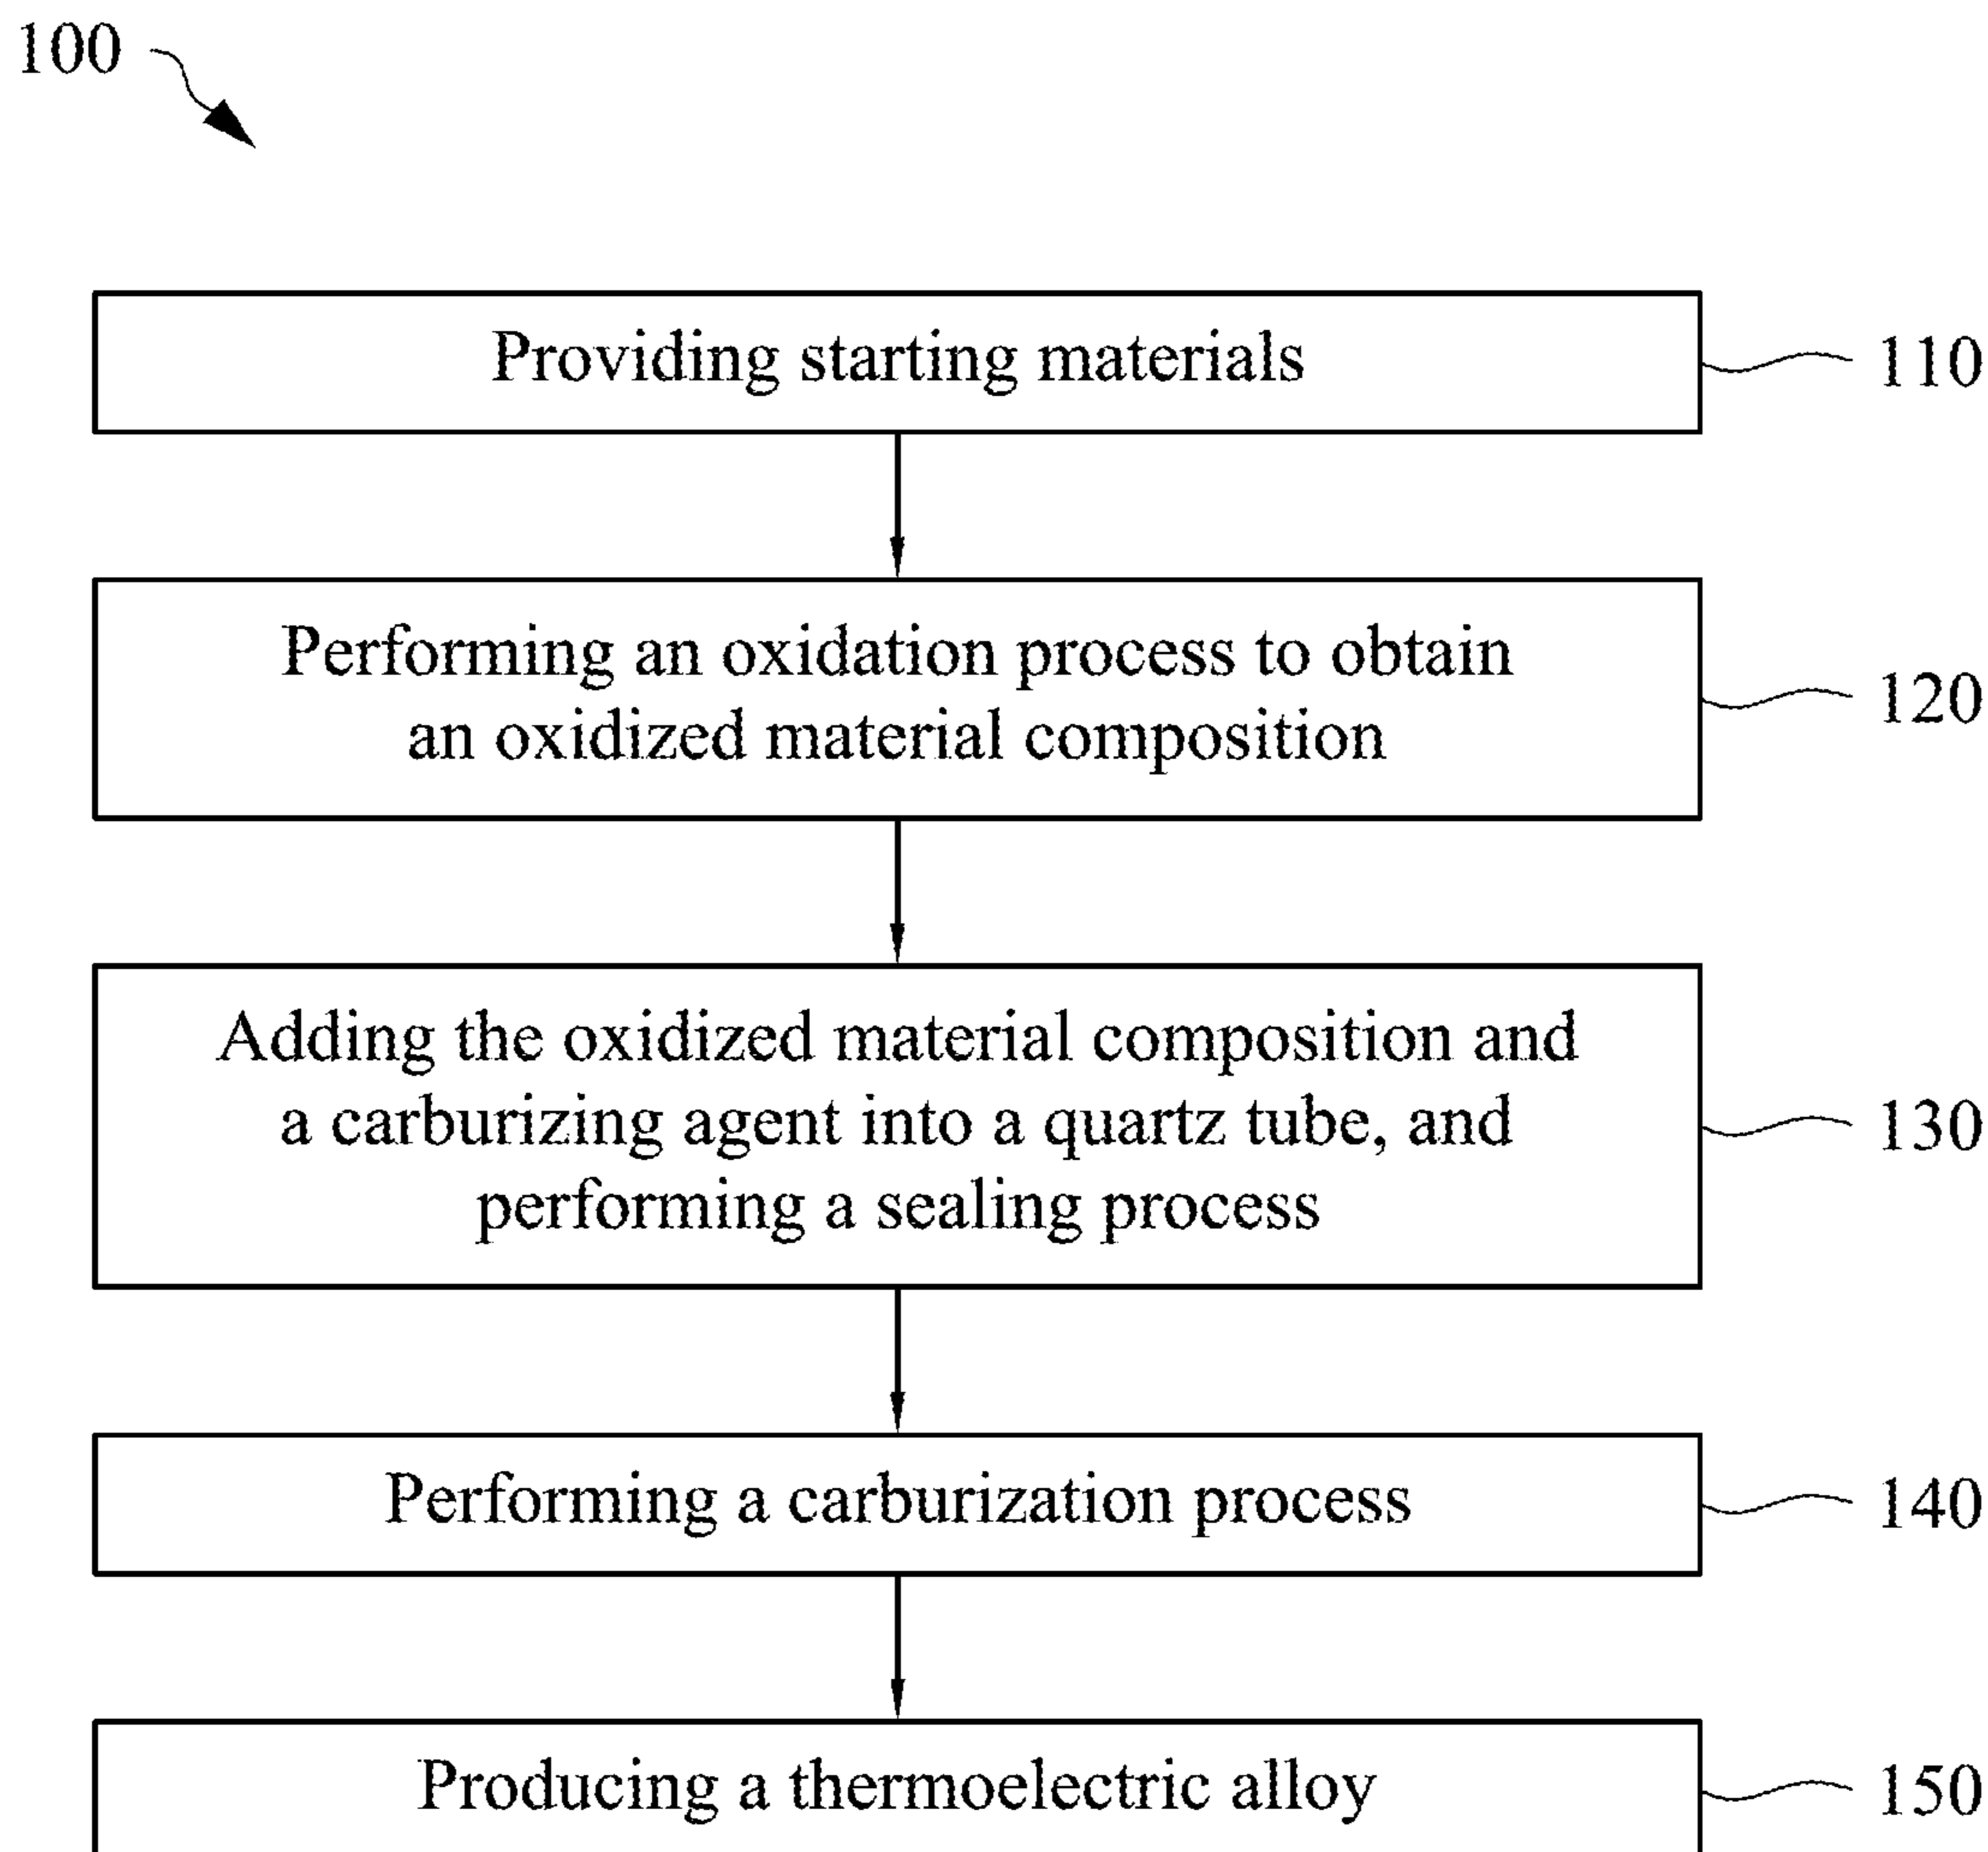 100
Providing starting materials
110
Performing an oxidation process to obtain
an oxidized material composition
120
Adding the oxidized material composition and
a carburizing agent into a quartz tube, and
performing a sealing process
130
Performing a carburization process
140
Producing a thermoelectric alloy
150